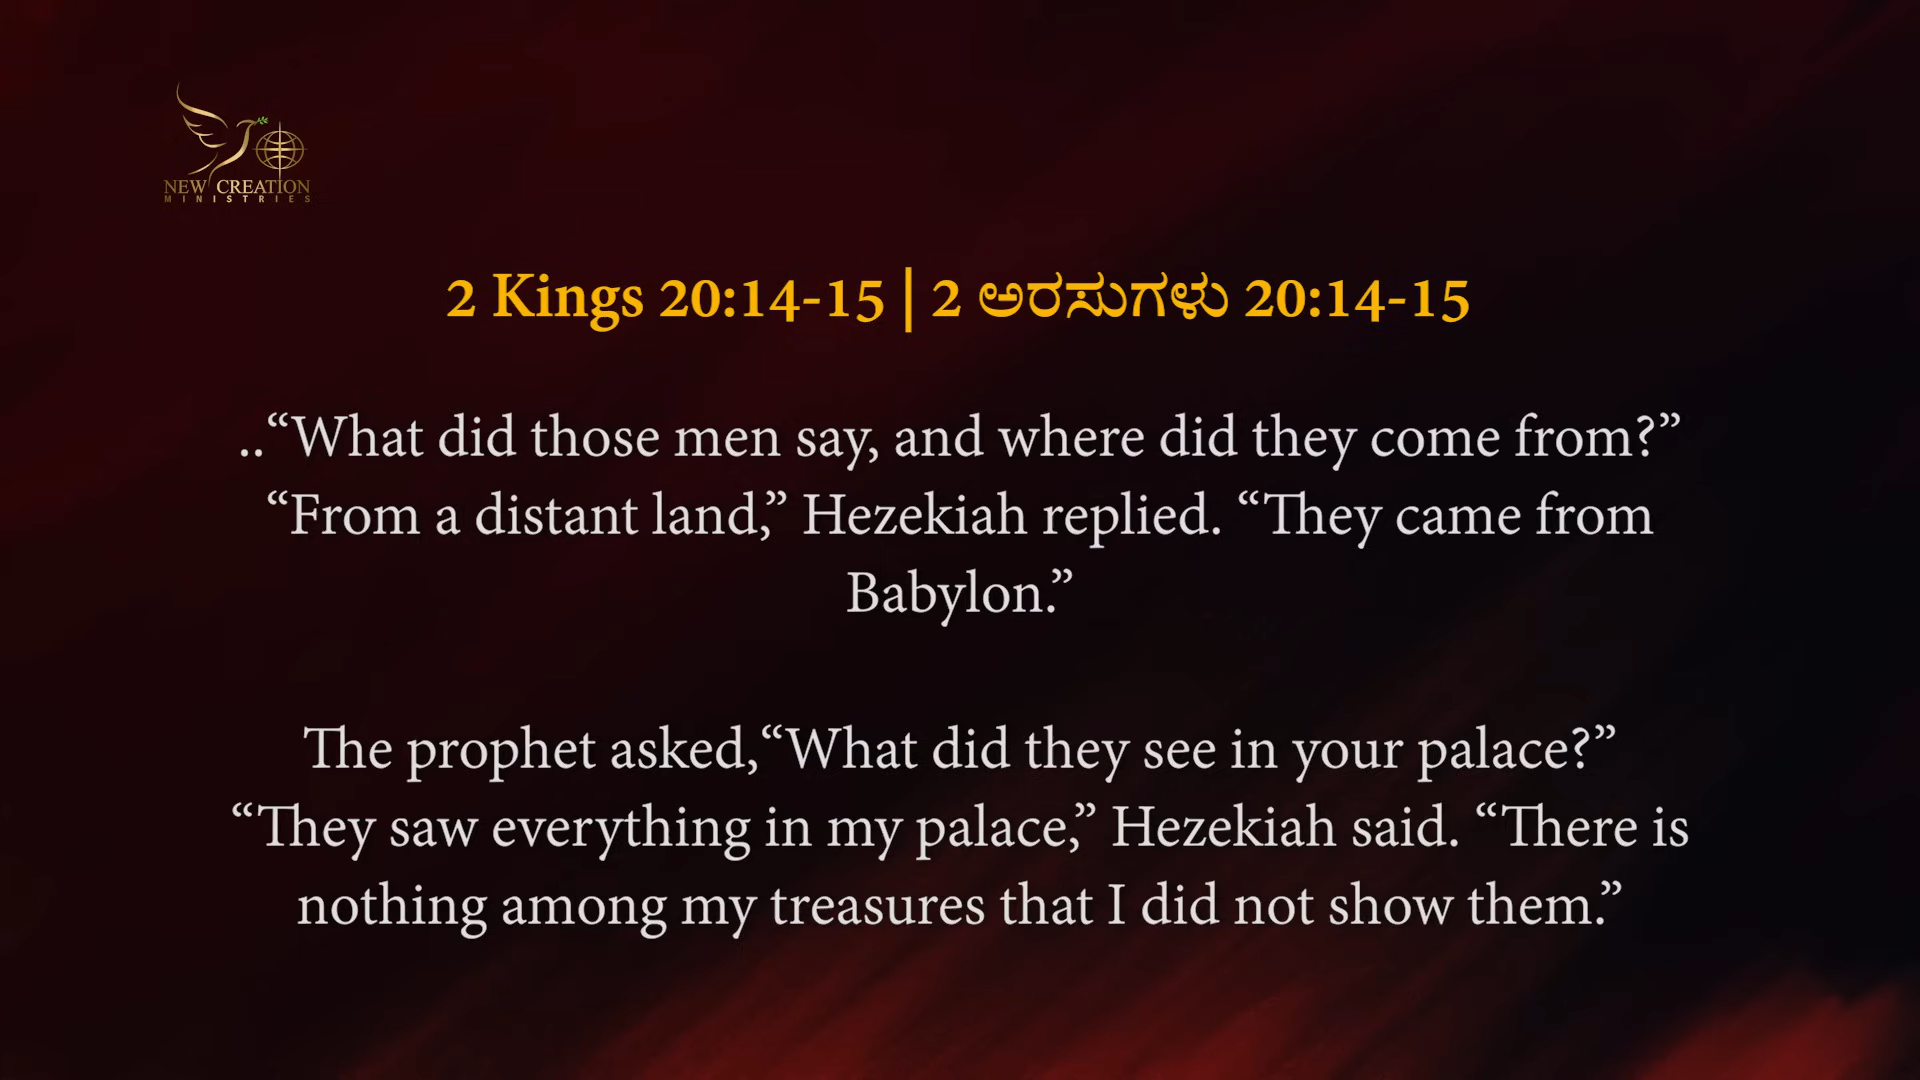 NEW CREATION
MINISTRIES
2 Kings 20:14-15 | 2 ಅರಸುಗಳು 20:14-15
..“What did those men say, and where did they come from?”
“From a distant land,” Hezekiah replied. “They came from
Babylon.”
The prophet asked,“What did they see in your palace?”
“They saw everything in my palace,” Hezekiah said. “There is
nothing among my treasures that I did not show them.”